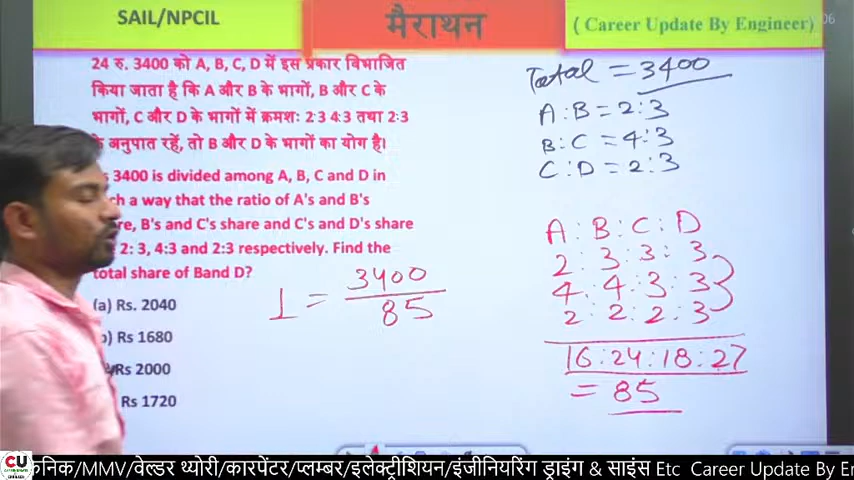 SAIL/NPCIL
मैराथन
( Career Update By Engineer )
06
24 रु. 3400 को A, B, C, D में इस प्रकार विभाजित
किया जाता है कि A और B के भागों, B और C के
भागों, C और D के भागों में क्रमशः 2:3 4:3 तथा 2:3
के अनुपात रहें, तो B और D के भागों का योग है।
3400 is divided among A, B, C and D in
a way that the ratio of A's and B's
B's and C's share and C's and D's share
2: 3, 4:3 and 2:3 respectively. Find the
total share of Band D?
(a) Rs. 2040
) Rs 1680
Rs 2000
Rs 1720
1 = 3400
85
Total = 3400
A : B = 2 : 3
B : C = 4 : 3
C : D = 2 : 3
A : B : C : D
2 : 3 : 3 : 3
4 : 4 : 3 : 3
2 : 2 : 2 : 3
16 : 24 : 18 : 27
= 85
CU
/MMV/वेल्डर थ्योरी/कारपेंटर/प्लम्बर/इलेक्ट्रीशियन/इंजीनियरिंग ड्राइंग & साइंस Etc Career Update By